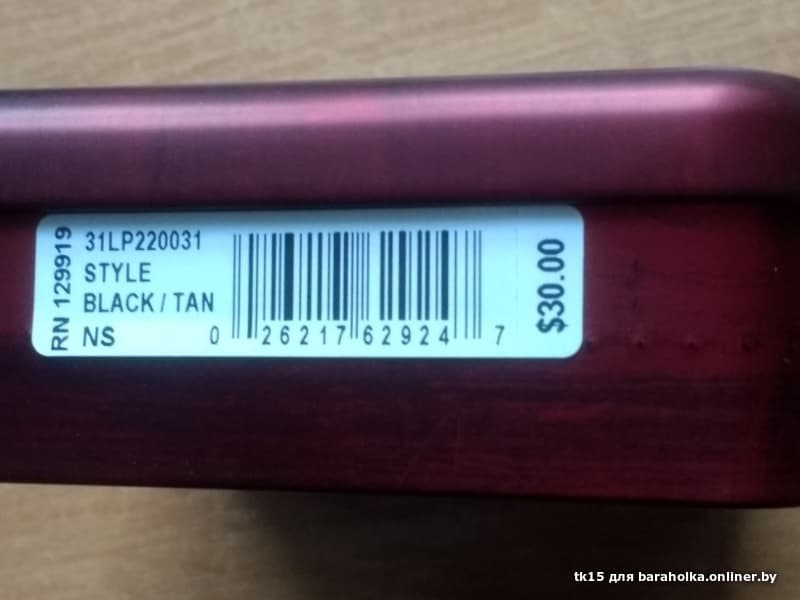 RN 129919
31LP220031
STYLE
BLACK / TAN
NS
0 26217 62924 7
$30.00
tk15 для baraholka.onliner.by